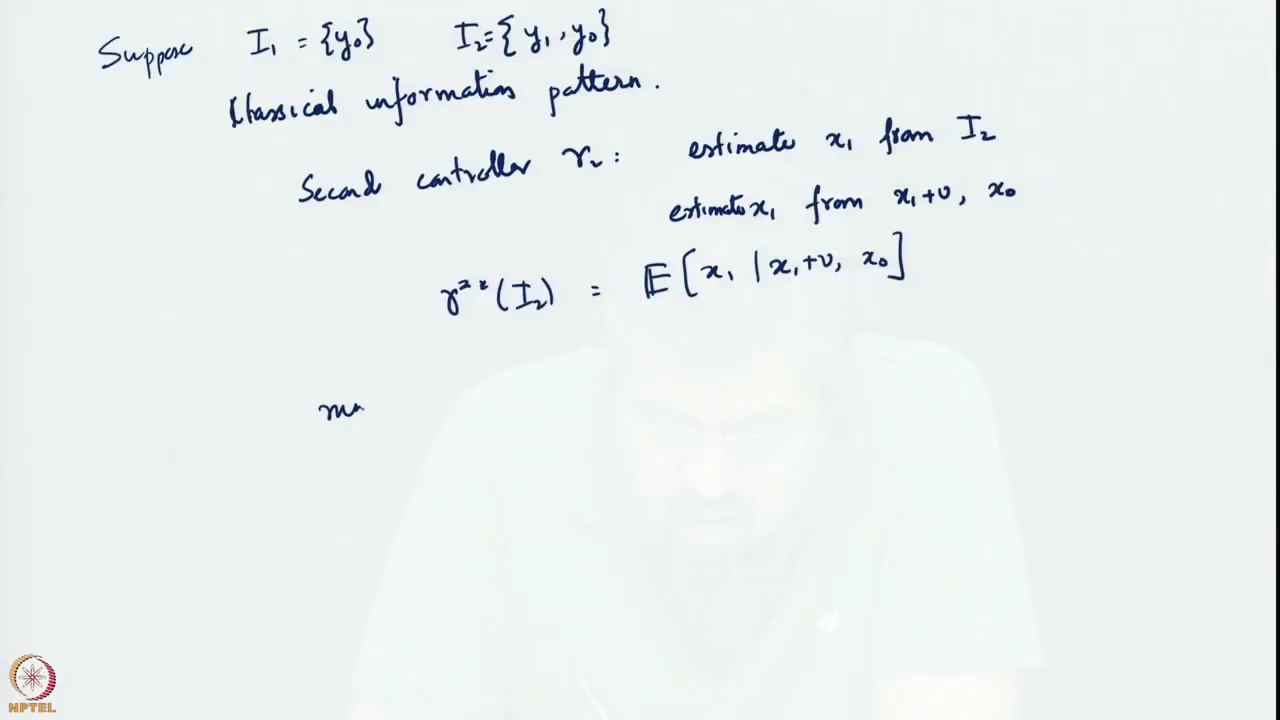 Suppose I₁ = {y₀} I₂ = {y₁, y₀}
Classical information pattern.
Second controller γ₂ : estimate x₁ from I₂
estimate x₁ from x₁+v, x₀
γ²*(I₂) = 𝔼[x₁ | x₁+v, x₀]
NPTEL